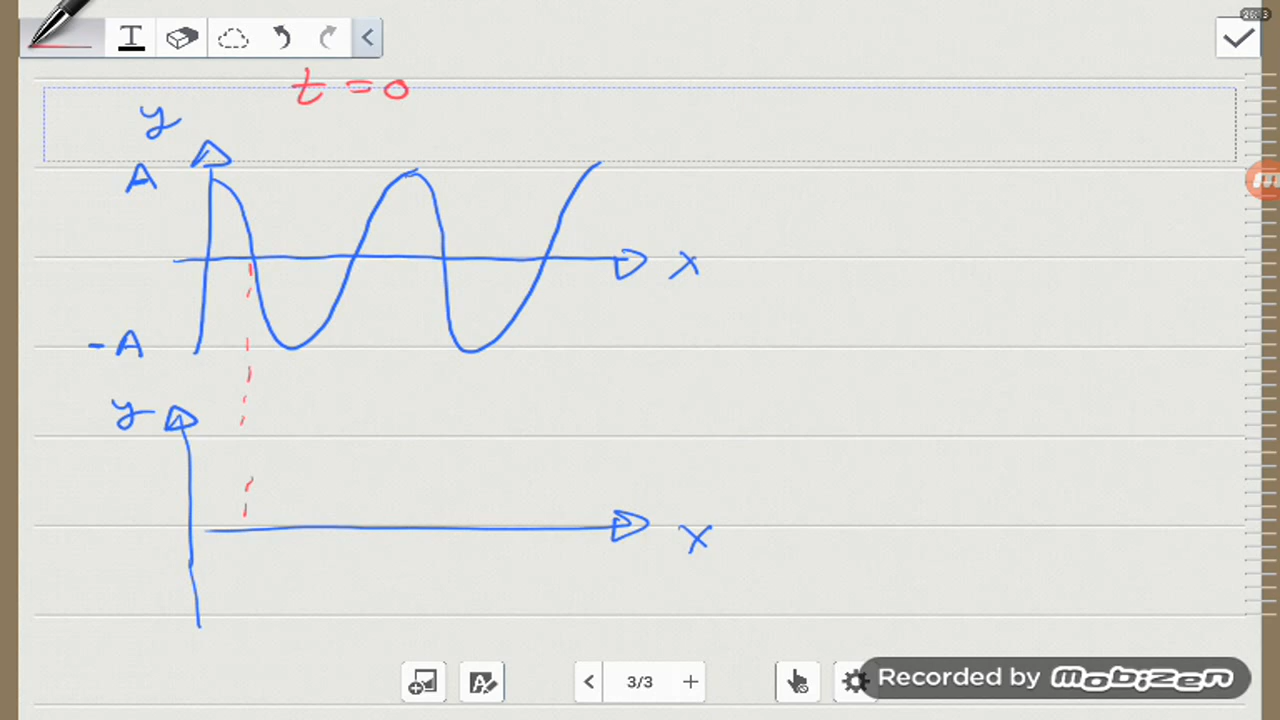 T
t = 0
y
A
x
-A
y
x
3/3
Recorded by mobizen